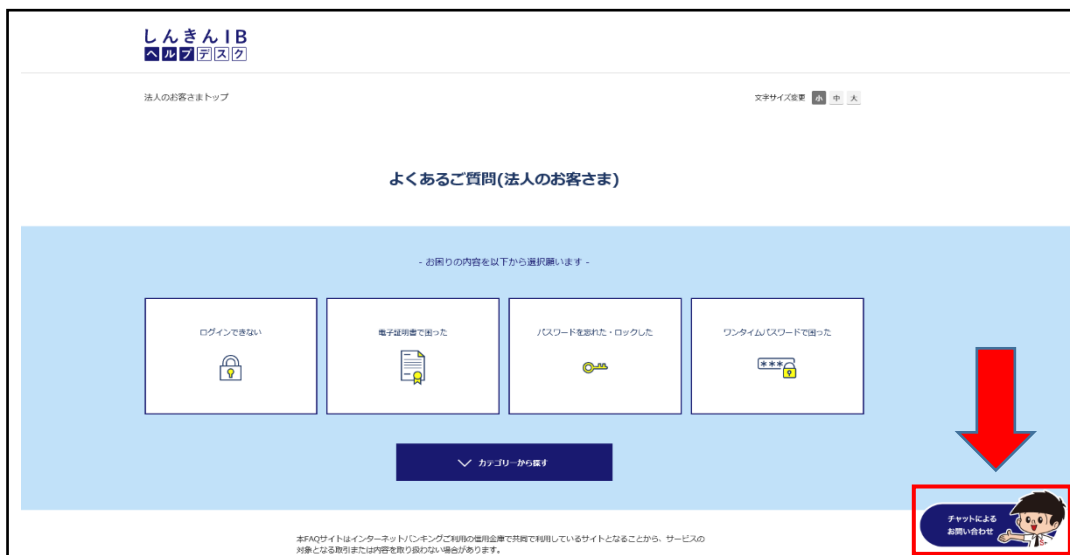 しんきんIB
ヘルプデスク
法人のお客さまトップ
文字サイズ変更 小 中 大
よくあるご質問(法人のお客さま)
- お困りの内容を以下から選択願います -
ログインできない
電子証明書で困った
パスワードを忘れた・ロックした
ワンタイムパスワードで困った
***
カテゴリーから探す
チャットによる
お問い合わせ
本FAQサイトはインターネットバンキングご利用の信用金庫で共同で利用しているサイトとなることから、サービスの
対象となる取引または内容を取り扱わない場合があります。